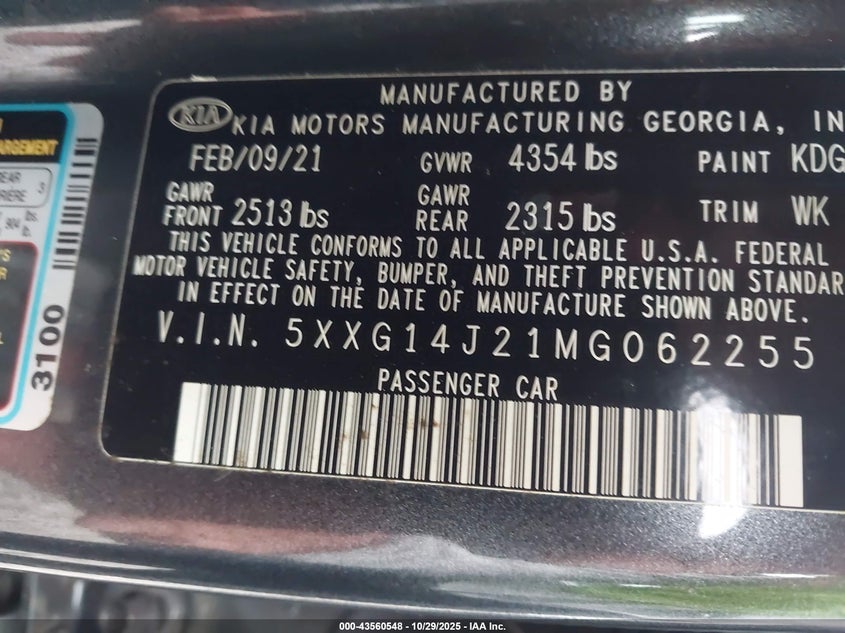 MANUFACTURED BY
KIA KIA MOTORS MANUFACTURING GEORGIA, IN
FEB/09/21 GVWR 4354 lbs PAINT KDG
GAWR FRONT 2513 lbs GAWR REAR 2315 lbs TRIM WK
THIS VEHICLE CONFORMS TO ALL APPLICABLE U.S.A. FEDERAL
MOTOR VEHICLE SAFETY, BUMPER, AND THEFT PREVENTION STANDAR
IN EFFECT ON THE DATE OF MANUFACTURE SHOWN ABOVE.
V.I.N. 5XXG14J21MG062255
PASSENGER CAR
3100
000-43560548 - 10/29/2025 - IAA Inc.